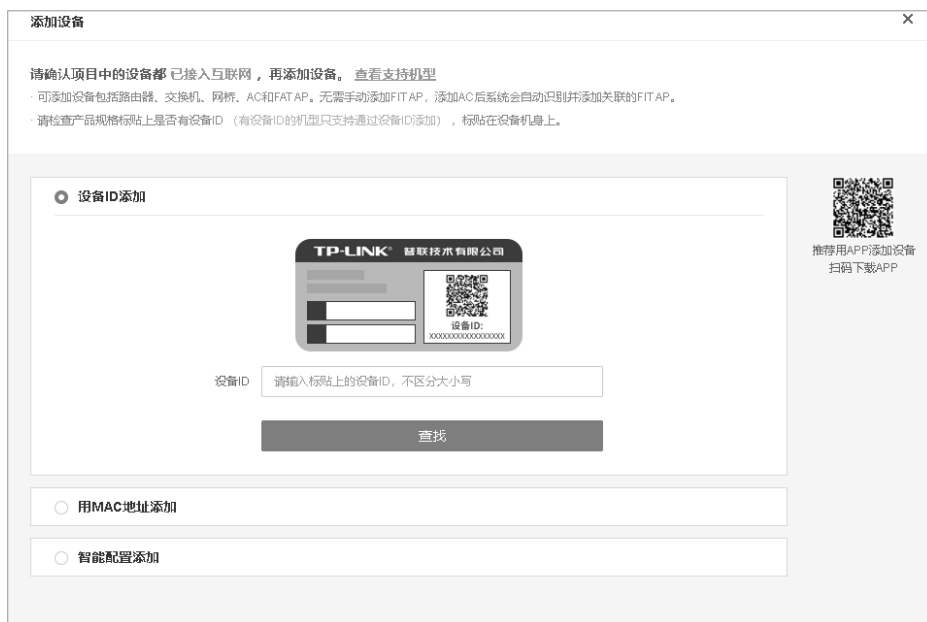 添加设备
请确认项目中的设备都 已接入互联网 ，再添加设备。 查看支持机型
· 可添加设备包括路由器、交换机、网桥、AC和FATAP。无需手动添加FITAP，添加AC后系统会自动识别并添加关联的FITAP。
· 请检查产品规格标贴上是否有设备ID （有设备ID的机型只支持通过设备ID添加） ，标贴在设备机身上。
设备ID添加
TP-LINK® 普联技术有限公司
设备ID:
XXXXXXXXXXXXXXXXX
设备ID 请输入标贴上的设备ID，不区分大小写
查找
用MAC地址添加
智能配置添加
推荐用APP添加设备
扫码下载APP